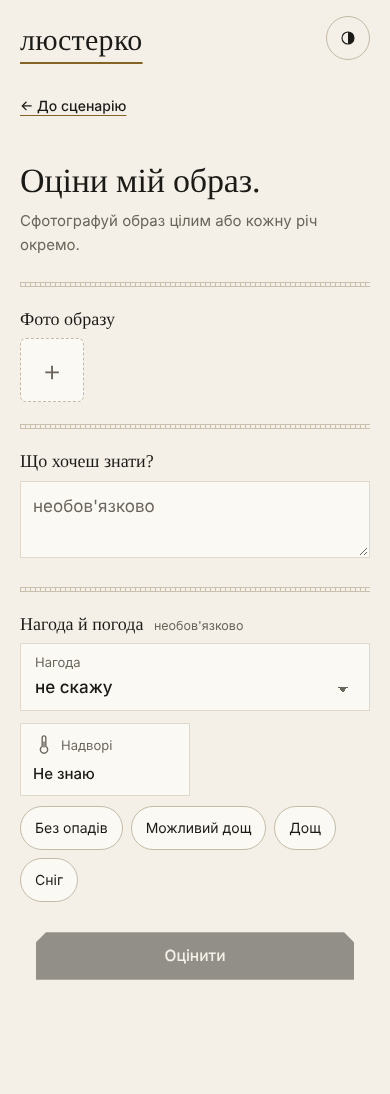 люстерко
← До сценарію
Оціни мій образ.
Сфотографуй образ цілим або кожну річ
окремо.
Фото образу
+
Що хочеш знати?
необов'язково
Нагода й погода необов'язково
Нагода
не скажу
Надворі
Не знаю
Без опадів Можливий дощ Дощ
Сніг
Оцінити